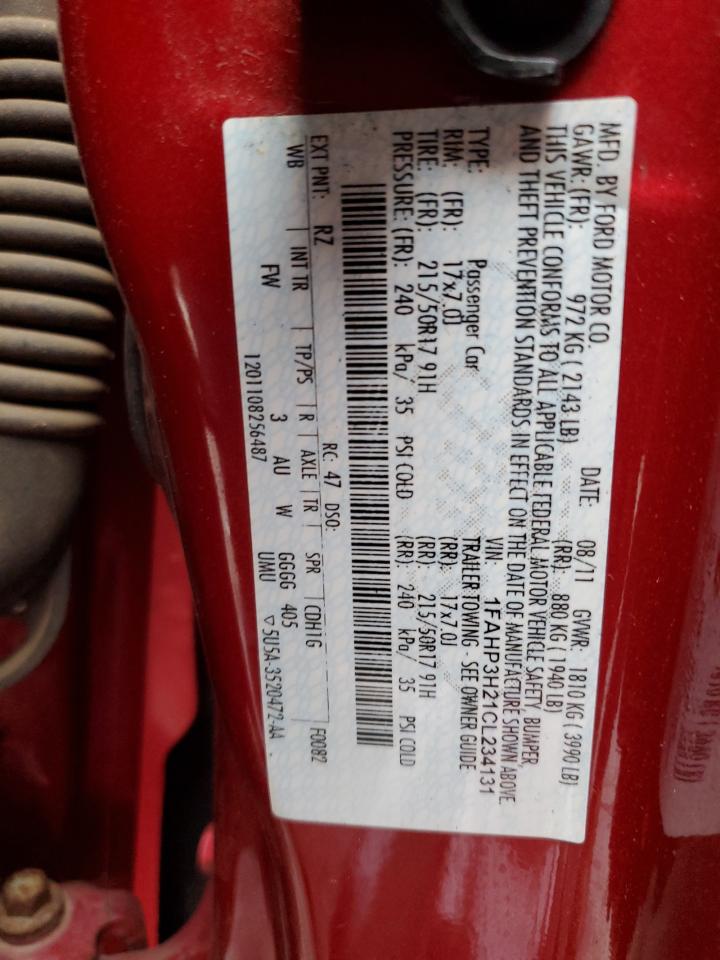 MFD. BY FORD MOTOR CO.
DATE: 08/11 GVWR: 1810 KG ( 3990 LB)
GAWR: (FR): 972 KG ( 2143 LB) (RR): 880 KG ( 1940 LB)
THIS VEHICLE CONFORMS TO ALL APPLICABLE FEDERAL MOTOR VEHICLE SAFETY, BUMPER,
AND THEFT PREVENTION STANDARDS IN EFFECT ON THE DATE OF MANUFACTURE SHOWN ABOVE.
VIN: 1FAHP3H21CL234131
TYPE: Passenger Car TRAILER TOWING - SEE OWNER GUIDE
RIM: (FR): 17x7.0J (RR): 17x7.0J
TIRE: (FR): 215/50R17 91H (RR): 215/50R17 91H
PRESSURE: (FR): 240 kPa/ 35 PSI COLD (RR): 240 kPa/ 35 PSI COLD
F0082
EXT PNT: RZ RC: 47 DSO:
WB INT TR TP/PS R AXLE TR SPR CDH1G
FW 3 AU W GGGG 405
UMU
1201108256487 ▽ 5U5A-3520472-AA